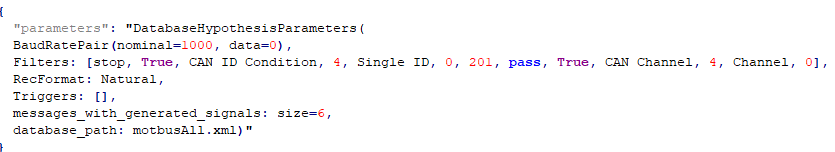 {
  "parameters": "DatabaseHypothesisParameters(
  BaudRatePair(nominal=1000, data=0),
  Filters: [stop, True, CAN ID Condition, 4, Single ID, 0, 201, pass, True, CAN Channel, 4, Channel, 0],
  RecFormat: Natural,
  Triggers: [],
  messages_with_generated_signals: size=6,
  database_path: motbusAll.xml)"
}